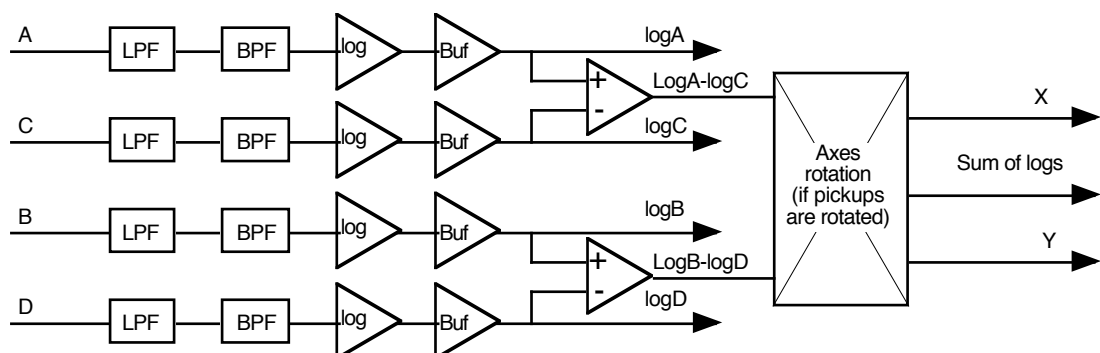 A
LPF
BPF
log
Buf
logA
+
-
LogA-logC
C
LPF
BPF
log
Buf
logC
B
LPF
BPF
log
Buf
logB
+
-
LogB-logD
D
LPF
BPF
log
Buf
logD
Axes
rotation
(if pickups
are rotated)
X
Sum of logs
Y